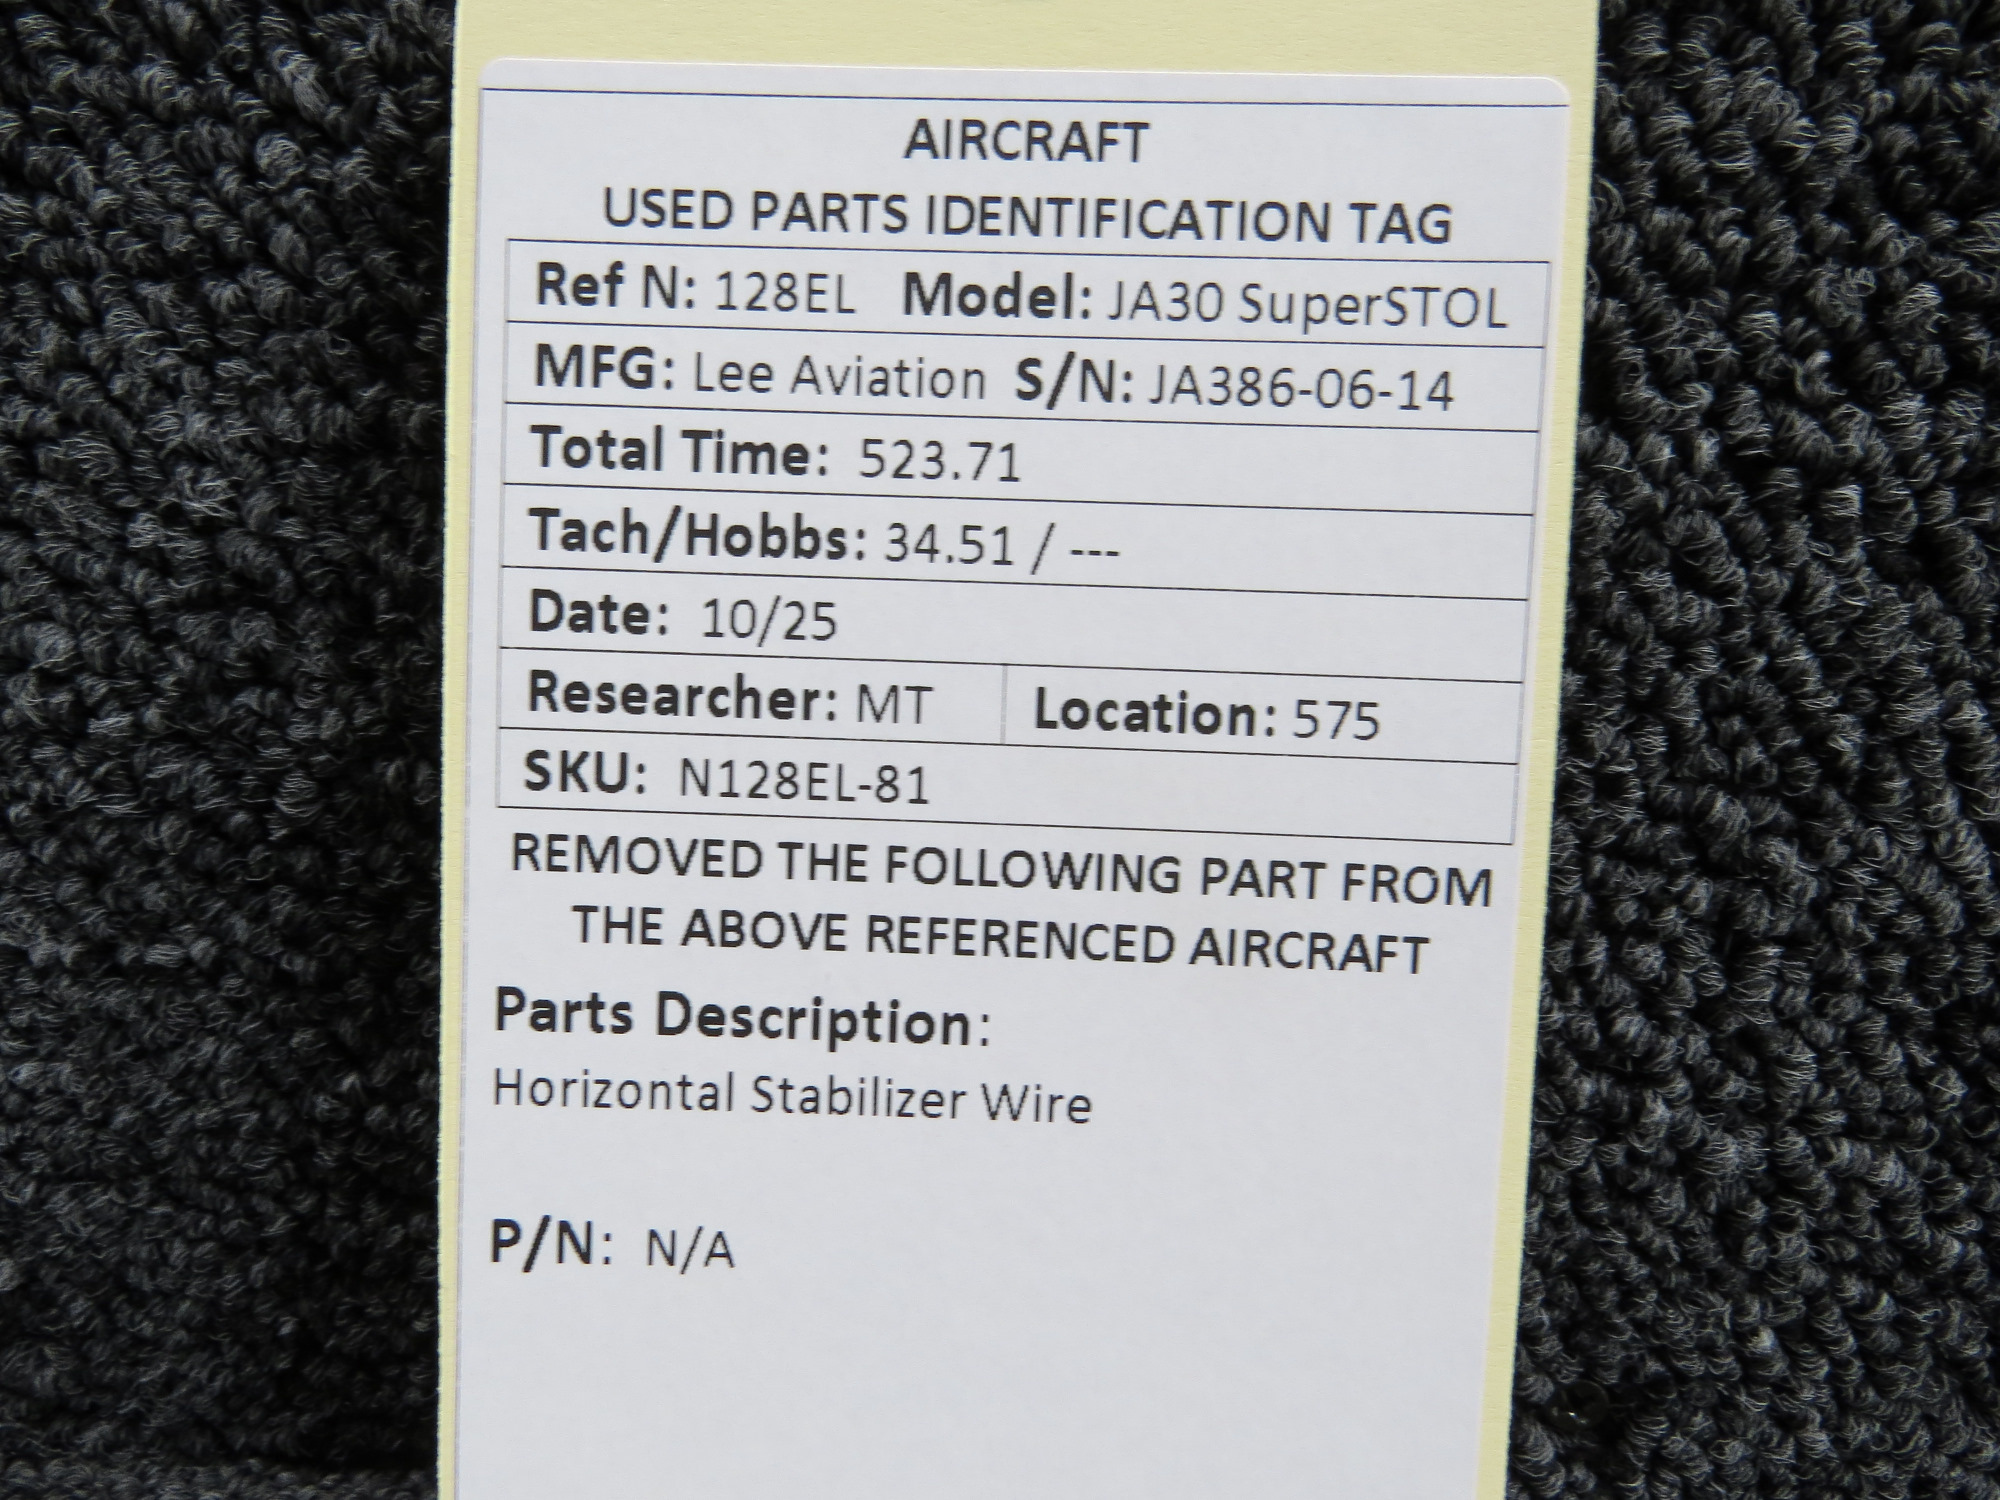 AIRCRAFT
USED PARTS IDENTIFICATION TAG
Ref N: 128EL Model: JA30 SuperSTOL
MFG: Lee Aviation S/N: JA386-06-14
Total Time: 523.71
Tach/Hobbs: 34.51 / ---
Date: 10/25
Researcher: MT Location: 575
SKU: N128EL-81
REMOVED THE FOLLOWING PART FROM
THE ABOVE REFERENCED AIRCRAFT
Parts Description:
Horizontal Stabilizer Wire
P/N: N/A